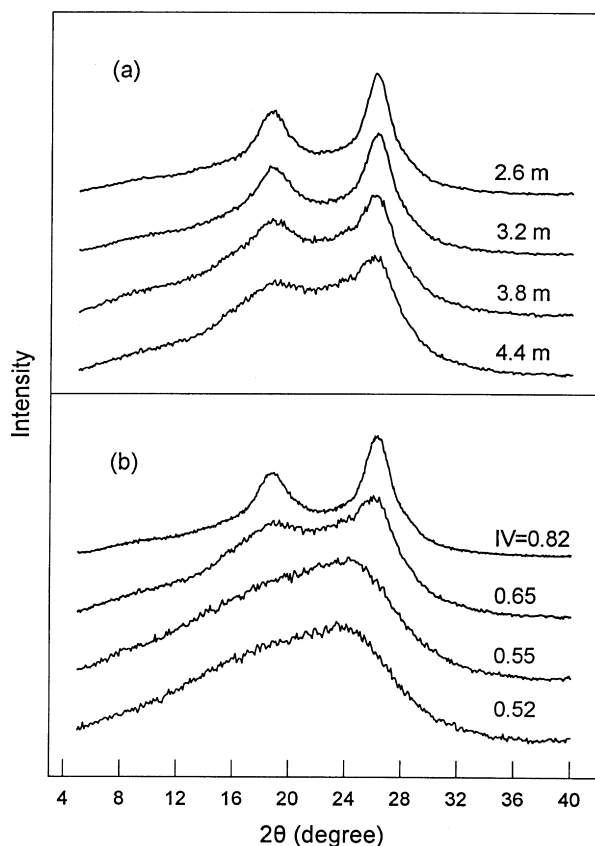 (a)
2.6 m
3.2 m
3.8 m
4.4 m
Intensity
(b)
IV=0.82
0.65
0.55
0.52
4 8 12 16 20 24 28 32 36 40
2θ (degree)